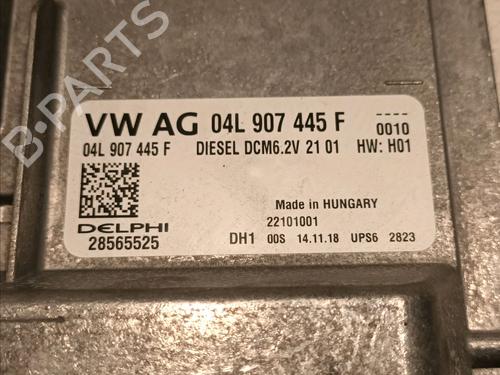 B-PARTS
VW AG 04L 907 445 F
0010
04L 907 445 F DIESEL DCM6.2V 21 01 HW: H01
Made in HUNGARY
22101001
DELPHI
28565525 DH1 00S 14.11.18 UPS6 2823